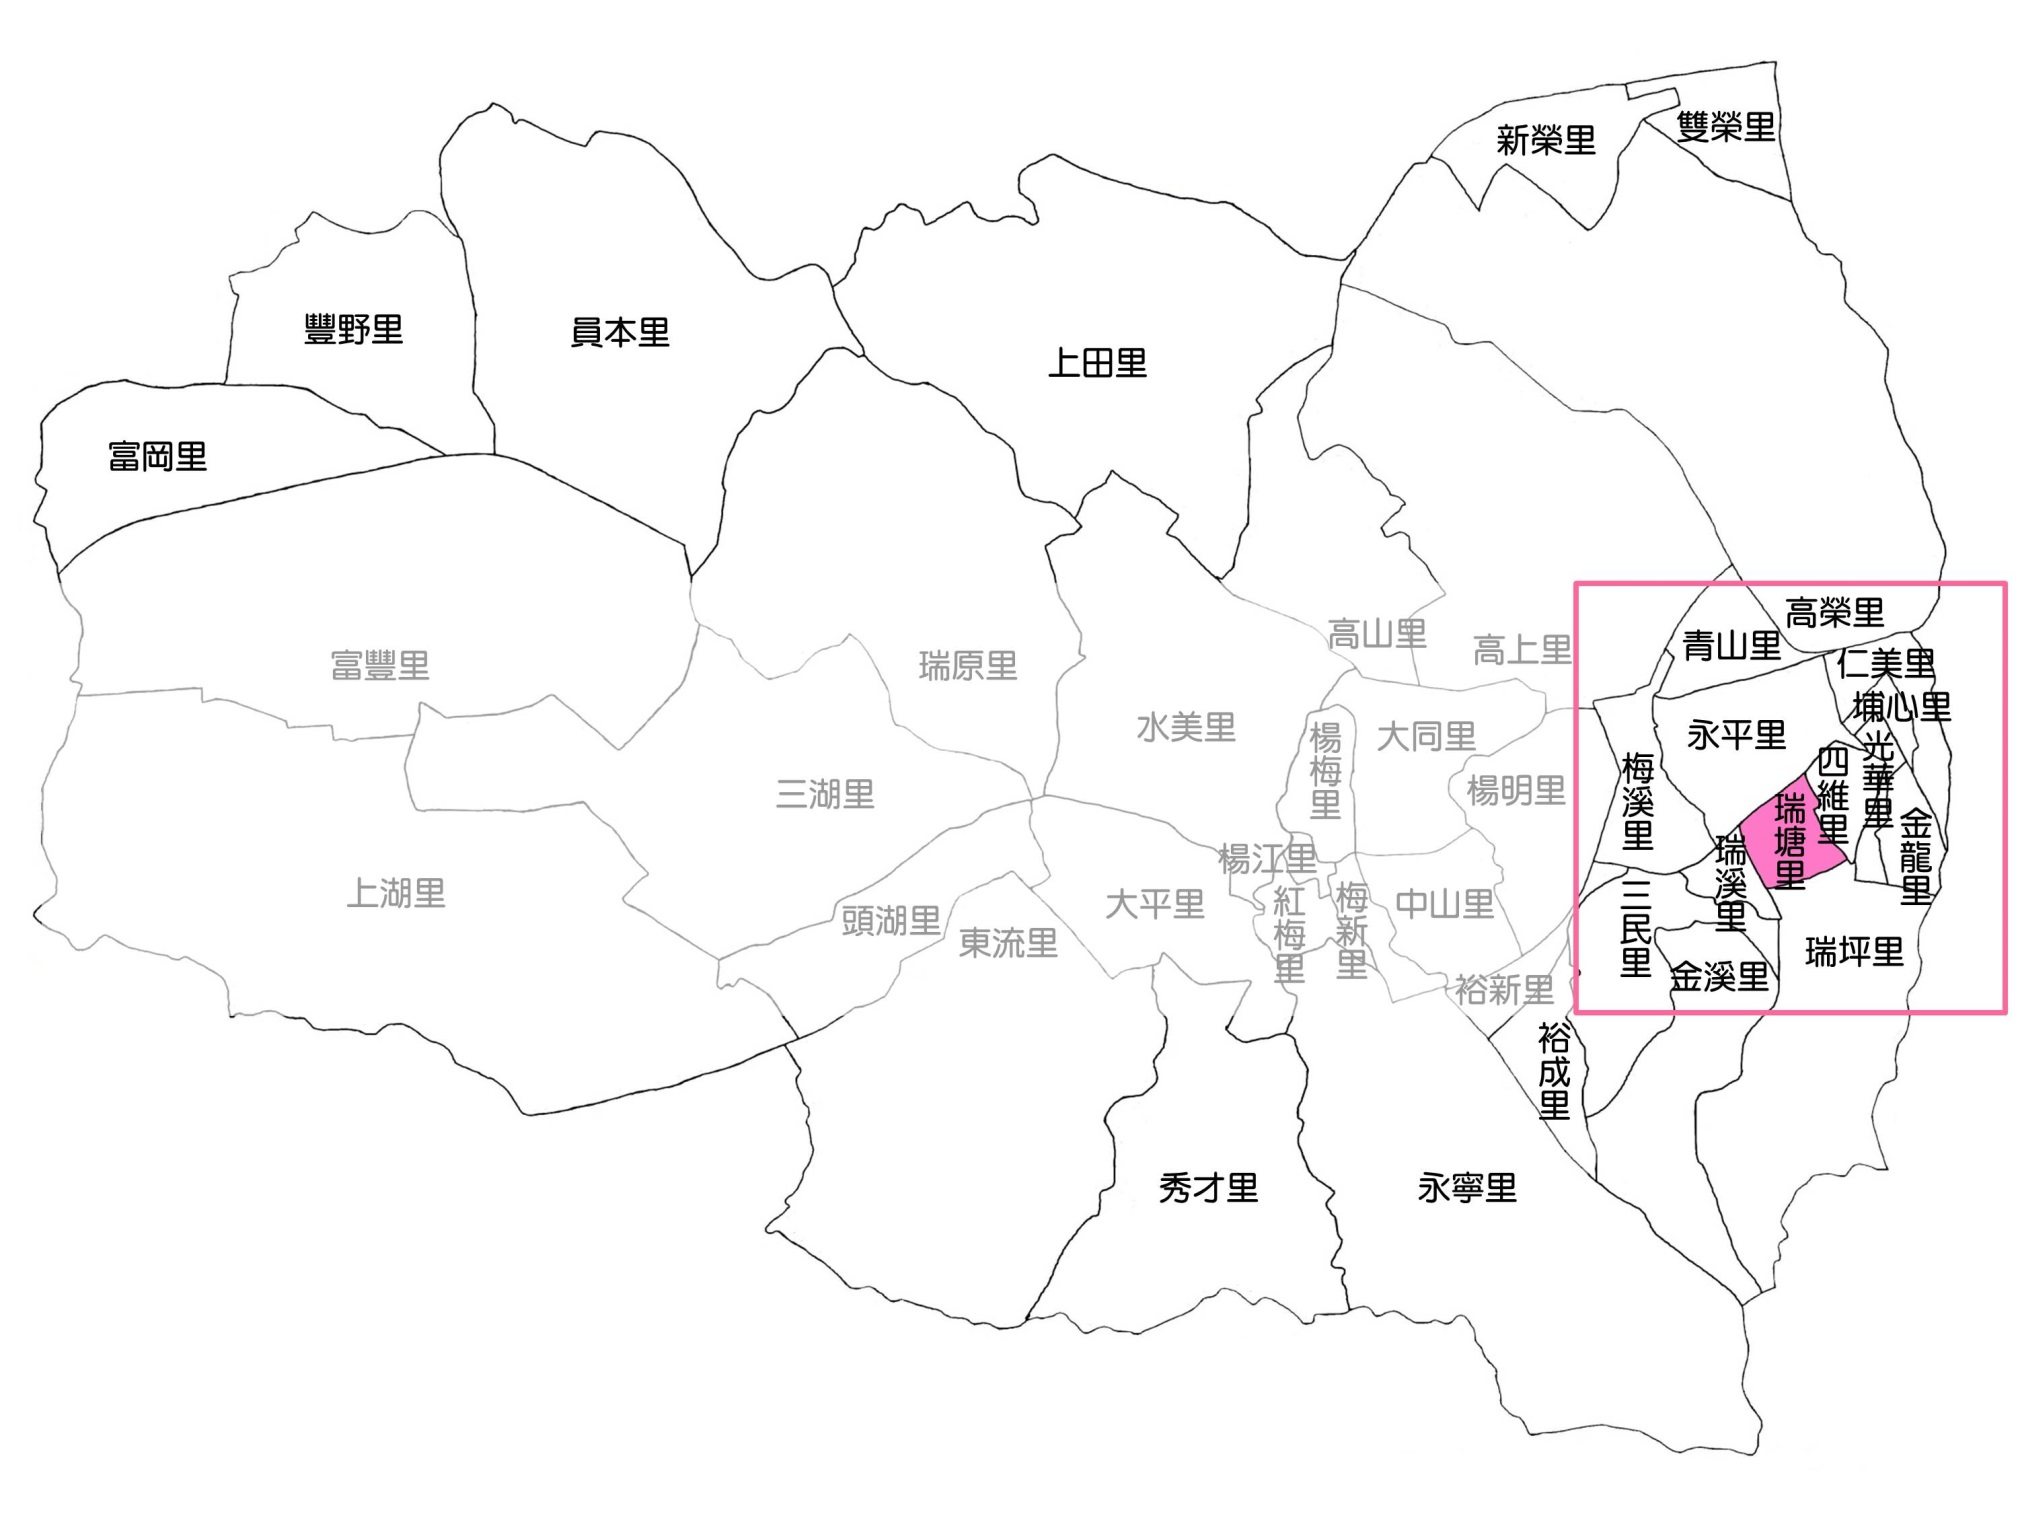 新榮里
雙榮里
豐野里
員本里
上田里
富岡里
高榮里
青山里
高山里
高上里
仁美里
富豐里
瑞原里
埔心里
水美里
楊梅里
大同里
永平里
光華里
四維里
梅溪里
三湖里
楊明里
瑞塘里
金龍里
瑞溪里
楊江里
上湖里
頭湖里
東流里
大平里
紅梅里
梅新里
中山里
三民里
瑞坪里
金溪里
裕新里
裕成里
秀才里
永寧里